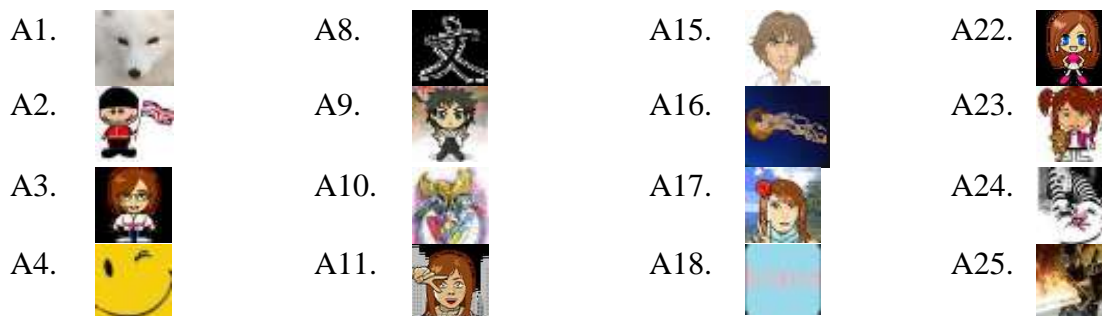 A1. A8. A15. A22.
文
A2. A9. A16. A23.
A3. A10. A17. A24.
A4. A11. A18. A25.